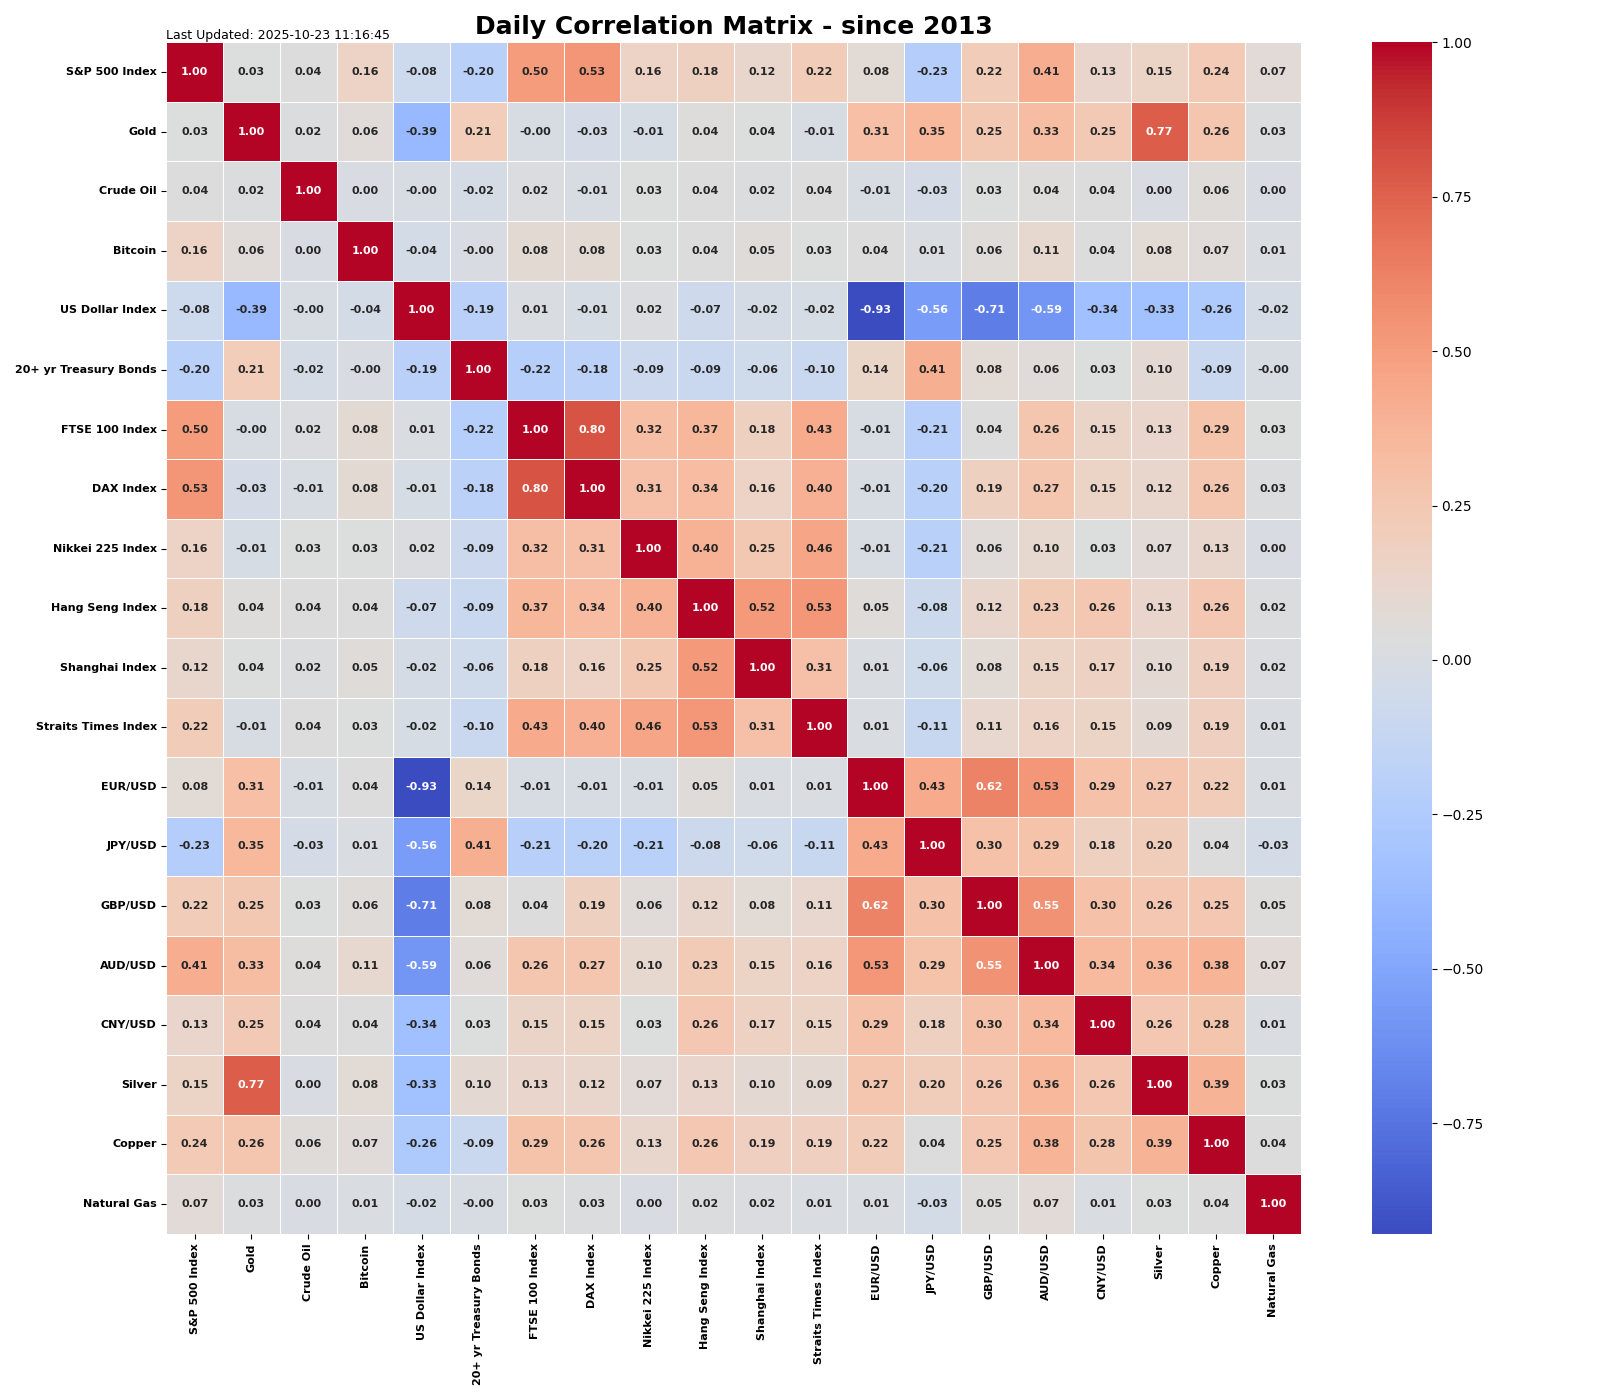 Daily Correlation Matrix - since 2013
Last Updated: 2025-10-23 11:16:45
S&P 500 Index 1.00 0.03 0.04 0.16 -0.08 -0.20 0.50 0.53 0.16 0.18 0.12 0.22 0.08 -0.23 0.22 0.41 0.13 0.15 0.24 0.07
Gold 0.03 1.00 0.02 0.06 -0.39 0.21 -0.00 -0.03 -0.01 0.04 0.04 -0.01 0.31 0.35 0.25 0.33 0.25 0.77 0.26 0.03
Crude Oil 0.04 0.02 1.00 0.00 -0.00 -0.02 0.02 -0.01 0.03 0.04 0.02 0.04 -0.01 -0.03 0.03 0.04 0.04 0.00 0.06 0.00
Bitcoin 0.16 0.06 0.00 1.00 -0.04 -0.00 0.08 0.08 0.03 0.04 0.05 0.03 0.04 0.01 0.06 0.11 0.04 0.08 0.07 0.01
US Dollar Index -0.08 -0.39 -0.00 -0.04 1.00 -0.19 0.01 -0.01 0.02 -0.07 -0.02 -0.02 -0.93 -0.56 -0.71 -0.59 -0.34 -0.33 -0.26 -0.02
20+ yr Treasury Bonds -0.20 0.21 -0.02 -0.00 -0.19 1.00 -0.22 -0.18 -0.09 -0.09 -0.06 -0.10 0.14 0.41 0.08 0.06 0.03 0.10 -0.09 -0.00
FTSE 100 Index 0.50 -0.00 0.02 0.08 0.01 -0.22 1.00 0.80 0.32 0.37 0.18 0.43 -0.01 -0.21 0.04 0.26 0.15 0.13 0.29 0.03
DAX Index 0.53 -0.03 -0.01 0.08 -0.01 -0.18 0.80 1.00 0.31 0.34 0.16 0.40 -0.01 -0.20 0.19 0.27 0.15 0.12 0.26 0.03
Nikkei 225 Index 0.16 -0.01 0.03 0.03 0.02 -0.09 0.32 0.31 1.00 0.40 0.25 0.46 -0.01 -0.21 0.06 0.10 0.03 0.07 0.13 0.00
Hang Seng Index 0.18 0.04 0.04 0.04 -0.07 -0.09 0.37 0.34 0.40 1.00 0.52 0.53 0.05 -0.08 0.12 0.23 0.26 0.13 0.26 0.02
Shanghai Index 0.12 0.04 0.02 0.05 -0.02 -0.06 0.18 0.16 0.25 0.52 1.00 0.31 0.01 -0.06 0.08 0.15 0.17 0.10 0.19 0.02
Straits Times Index 0.22 -0.01 0.04 0.03 -0.02 -0.10 0.43 0.40 0.46 0.53 0.31 1.00 0.01 -0.11 0.11 0.16 0.15 0.09 0.19 0.01
EUR/USD 0.08 0.31 -0.01 0.04 -0.93 0.14 -0.01 -0.01 -0.01 0.05 0.01 0.01 1.00 0.43 0.62 0.53 0.29 0.27 0.22 0.01
JPY/USD -0.23 0.35 -0.03 0.01 -0.56 0.41 -0.21 -0.20 -0.21 -0.08 -0.06 -0.11 0.43 1.00 0.30 0.29 0.18 0.20 0.04 -0.03
GBP/USD 0.22 0.25 0.03 0.06 -0.71 0.08 0.04 0.19 0.06 0.12 0.08 0.11 0.62 0.30 1.00 0.55 0.30 0.26 0.25 0.05
AUD/USD 0.41 0.33 0.04 0.11 -0.59 0.06 0.26 0.27 0.10 0.23 0.15 0.16 0.53 0.29 0.55 1.00 0.34 0.36 0.38 0.07
CNY/USD 0.13 0.25 0.04 0.04 -0.34 0.03 0.15 0.15 0.03 0.26 0.17 0.15 0.29 0.18 0.30 0.34 1.00 0.26 0.28 0.01
Silver 0.15 0.77 0.00 0.08 -0.33 0.10 0.13 0.12 0.07 0.13 0.10 0.09 0.27 0.20 0.26 0.36 0.26 1.00 0.39 0.03
Copper 0.24 0.26 0.06 0.07 -0.26 -0.09 0.29 0.26 0.13 0.26 0.19 0.19 0.22 0.04 0.25 0.38 0.28 0.39 1.00 0.04
Natural Gas 0.07 0.03 0.00 0.01 -0.02 -0.00 0.03 0.03 0.00 0.02 0.02 0.01 0.01 -0.03 0.05 0.07 0.01 0.03 0.04 1.00
S&P 500 Index
Gold
Crude Oil
Bitcoin
US Dollar Index
20+ yr Treasury Bonds
FTSE 100 Index
DAX Index
Nikkei 225 Index
Hang Seng Index
Shanghai Index
Straits Times Index
EUR/USD
JPY/USD
GBP/USD
AUD/USD
CNY/USD
Silver
Copper
Natural Gas
1.00
0.75
0.50
0.25
0.00
−0.25
−0.50
−0.75